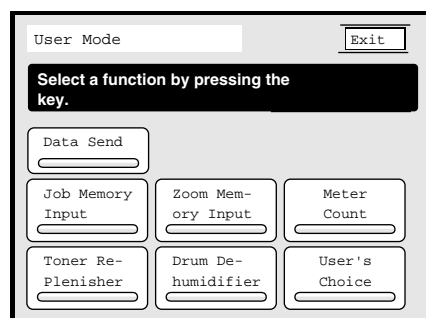 User Mode
Exit
Select a function by pressing the
key.
Data Send
Job Memory
Input
Zoom Mem-
ory Input
Meter
Count
Toner Re-
Plenisher
Drum De-
humidifier
User's
Choice